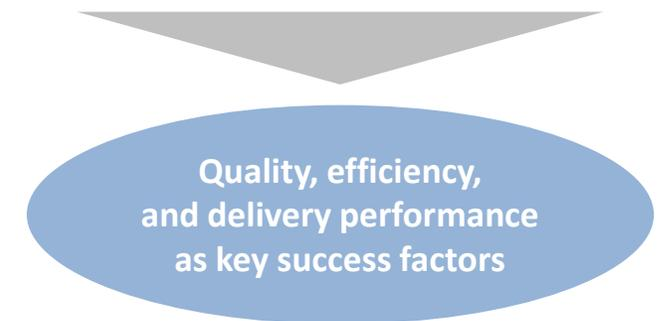 Quality, efficiency,
and delivery performance
as key success factors